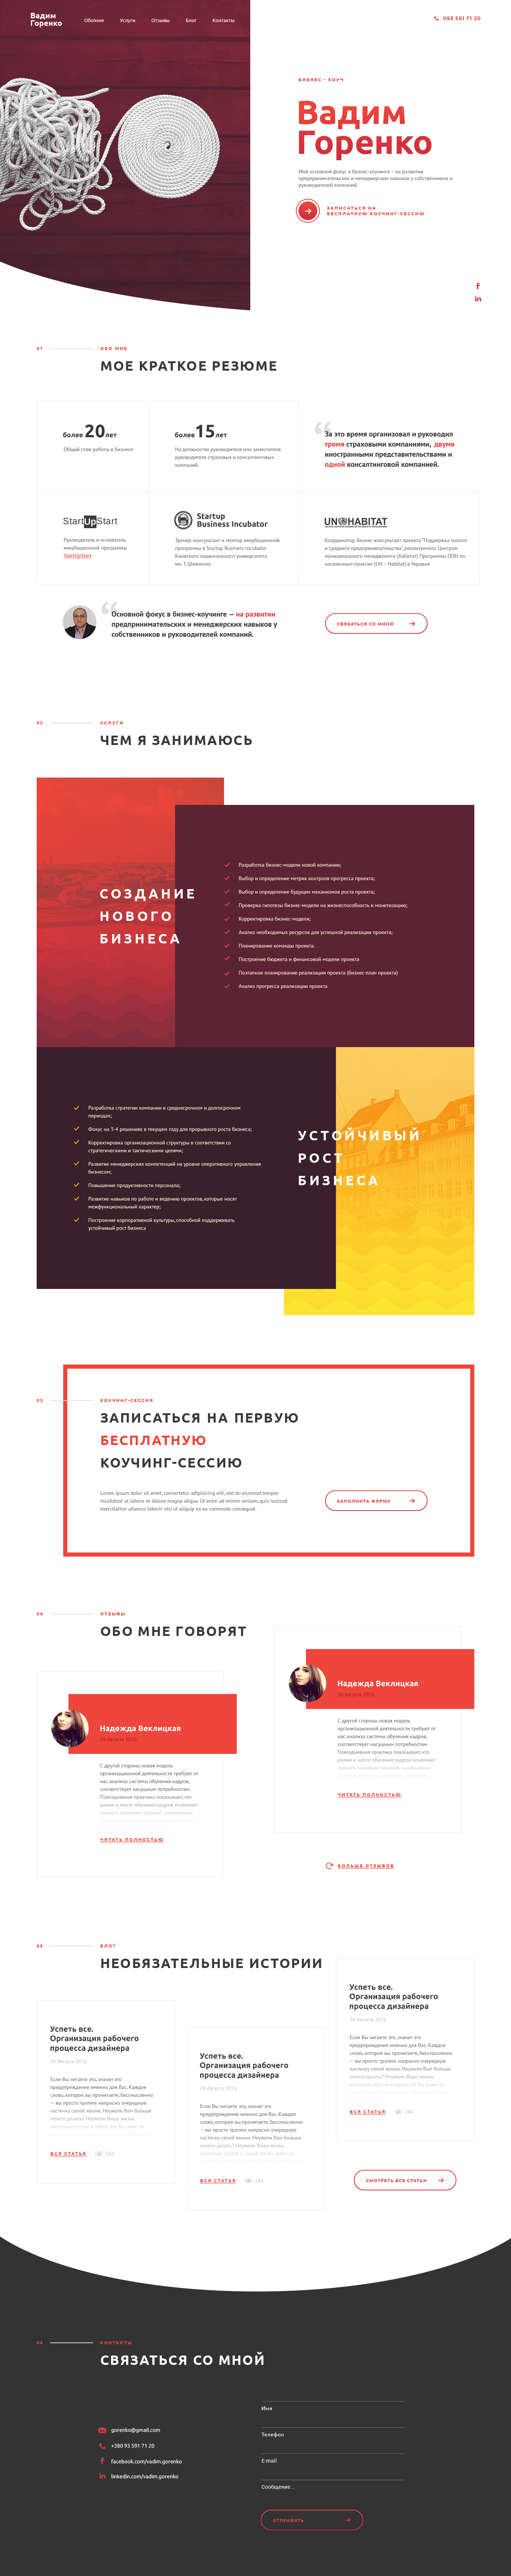 Вадим
Горенко
Обо мне
Услуги
Отзывы
Блог
Контакты
093 591 71 20
БИЗНЕС - КОУЧ
Вадим
Горенко
Мой основной фокус в бизнес-коучинге – на развитии
предпринимательских и менеджерских навыков у собственников и
руководителей компаний.
ЗАПИСАТЬСЯ НА
БЕСПЛАТНУЮ КОУЧИНГ-СЕССИЮ
01
ОБО МНЕ
МОЕ КРАТКОЕ РЕЗЮМЕ
более 20 лет
Общий стаж работы в бизнесе
более 15 лет
На должностях руководителя или заместителя
руководителя страховых и консалтинговых
компаний.
За это время организовал и руководил
тремя страховыми компаниями, двумя
иностранными представительствами и
одной консалтинговой компанией.
StartUpStart
Руководитель и основатель
инкубационной программы
StartUpStart
Startup
Business Incubator
Тренер-консультант и ментор инкубационной
программы в Startup Business Incubator
Киевского национального университета
им. Т. Шевченко
UN HABITAT
Координатор, бизнес-консультант проекта "Поддержка малого
и среднего предпринимательства", реализуемого Центром
муниципального менеджмента (Хабитат) Программы ООН по
населенным пунктам (UN – Habitat) в Украине
Основной фокус в бизнес-коучинге — на развитии
предпринимательских и менеджерских навыков у
собственников и руководителей компаний.
СВЯЗАТЬСЯ СО МНОЙ
02
УСЛУГИ
ЧЕМ Я ЗАНИМАЮСЬ
СОЗДАНИЕ
НОВОГО
БИЗНЕСА
Разработка бизнес-модели новой компании;
Выбор и определение метрик контроля прогресса проекта;
Выбор и определение будущих механизмов роста проекта;
Проверка гипотезы бизнес-модели на жизнеспособность и монетизацию;
Корректировка бизнес-модели;
Анализ необходимых ресурсов для успешной реализации проекта;
Планирование команды проекта.
Построение бюджета и финансовой модели проекта
Поэтапное планирование реализации проекта (бизнес-план проекта)
Анализ прогресса реализации проекта
Разработка стратегии компании в среднесрочном и долгосрочном
периодах;
Фокус на 3-4 решениях в текущем году для прорывного роста бизнеса;
Корректировка организационной структуры в соответствии со
стратегическими и тактическими целями;
Развитие менеджерских компетенций на уровне оперативного управления
бизнесом;
Повышение продуктивности персонала;
Развитие навыков по работе и ведению проектов, которые носят
межфункциональный характер;
Построение корпоративной культуры, способной поддерживать
устойчивый рост бизнеса
УСТОЙЧИВЫЙ
РОСТ
БИЗНЕСА
03
КОУЧИНГ-СЕССИЯ
ЗАПИСАТЬСЯ НА ПЕРВУЮ
БЕСПЛАТНУЮ
КОУЧИНГ-СЕССИЮ
Lorem ipsum dolor sit amet, consectetur adipisicing elit, sed do eiusmod tempor
incididunt ut labore et dolore magna aliqua. Ut enim ad minim veniam, quis nostrud
exercitation ullamco laboris nisi ut aliquip ex ea commodo consequat.
ЗАПОЛНИТЬ ФОРМУ
04
ОТЗЫВЫ
ОБО МНЕ ГОВОРЯТ
Надежда Веклицкая
26 Августа 2016
С другой стороны новая модель
организационной деятельности требует от
нас анализа системы обучения кадров,
соответствует насущным потребностям.
Повседневная практика показывает, что
рамки и место обучения кадров позволяет
оценить значение позиций, занимаемых
ЧИТАТЬ ПОЛНОСТЬЮ
Надежда Веклицкая
26 Августа 2016
С другой стороны новая модель
организационной деятельности требует от
нас анализа системы обучения кадров,
соответствует насущным потребностям.
Повседневная практика показывает, что
рамки и место обучения кадров позволяет
оценить значение позиций, занимаемых
ЧИТАТЬ ПОЛНОСТЬЮ
БОЛЬШЕ ОТЗЫВОВ
05
БЛОГ
НЕОБЯЗАТЕЛЬНЫЕ ИСТОРИИ
Успеть все.
Организация рабочего
процесса дизайнера
26 Августа 2016
Если Вы читаете это, значит это
предупреждение именно для Вас. Каждое
слово, которое вы прочитаете, бессмысленно
— вы просто тратите напрасно очередную
частичку своей жизни. Неужели Вам больше
нечего делать? Неужели Ваша жизнь
ВСЯ СТАТЬЯ
284
Успеть все.
Организация рабочего
процесса дизайнера
26 Августа 2016
Если Вы читаете это, значит это
предупреждение именно для Вас. Каждое
слово, которое вы прочитаете, бессмысленно
— вы просто тратите напрасно очередную
частичку своей жизни. Неужели Вам больше
нечего делать? Неужели Ваша жизнь
ВСЯ СТАТЬЯ
284
Успеть все.
Организация рабочего
процесса дизайнера
26 Августа 2016
Если Вы читаете это, значит это
предупреждение именно для Вас. Каждое
слово, которое вы прочитаете, бессмысленно
— вы просто тратите напрасно очередную
частичку своей жизни. Неужели Вам больше
нечего делать? Неужели Ваша жизнь
ВСЯ СТАТЬЯ
284
СМОТРЕТЬ ВСЕ СТАТЬИ
06
КОНТАКТЫ
СВЯЗАТЬСЯ СО МНОЙ
gorenko@gmail.com
+380 93 591 71 20
facebook.com/vadim.gorenko
linkedin.com/vadim.gorenko
Имя
Телефон
E-mail
Сообщение...
ОТПРАВИТЬ